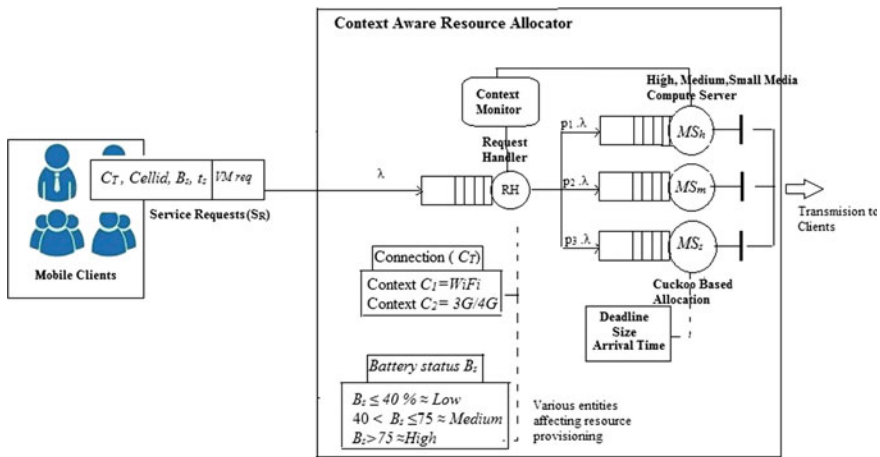 Context Aware Resource Allocator
High, Medium,Small Media
Compute Server
Context
Monitor
Request
Handler
p1 .λ
MSh
C_T , Cellid, Bs, ts
VM req
λ
RH
p2 .λ
MSm
Service Requests(SR)
Transmision to
Clients
p3 .λ
MSs
Mobile Clients
Connection ( CT)
Context C1=WiFi
Context C2= 3G/4G
Cuckoo Based
Allocation
Deadline
Size
Arrival Time
Battery status Bs
Bs ≤ 40 % ≈ Low
40 < Bs ≤75 ≈ Medium
Bs> 75 ≈High
Various entities
affecting resource
provisioning